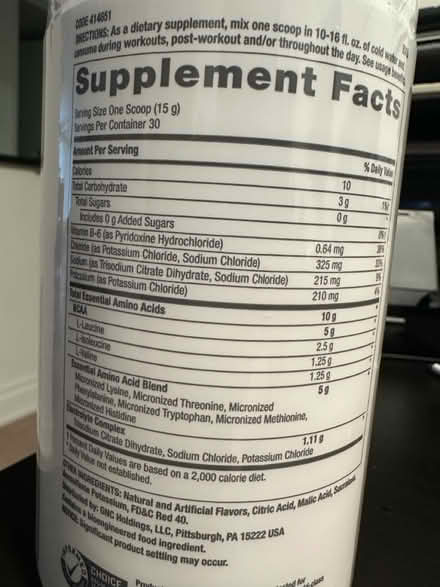 CODE 414651
DIRECTIONS: As a dietary supplement, mix one scoop in 10-16 fl. oz. of cold water and
consume during workouts, post-workout and/or throughout the day. See usage
Supplement Facts
Serving Size One Scoop (15 g)
Servings Per Container 30
Amount Per Serving
% Daily Value
Calories 10
Total Carbohydrate 3 g 1%†
Total Sugars 0 g
Includes 0 g Added Sugars 0%†
Vitamin B-6 (as Pyridoxine Hydrochloride) 0.64 mg
Chloride (as Potassium Chloride, Sodium Chloride) 325 mg
Sodium (as Trisodium Citrate Dihydrate, Sodium Chloride) 215 mg 9%
Potassium (as Potassium Chloride) 210 mg 4%
Total Essential Amino Acids 10 g
BCAA 5 g
L-Leucine 2.5 g
L-Isoleucine 1.25 g
L-Valine 1.25 g
Essential Amino Acid Blend 5 g
Micronized Lysine, Micronized Threonine, Micronized
Phenylalanine, Micronized Tryptophan, Micronized Methionine,
Micronized Histidine
Electrolyte Complex 1.11 g
Trisodium Citrate Dihydrate, Sodium Chloride, Potassium Chloride
† Percent Daily Values are based on a 2,000 calorie diet.
Daily Value not established.
OTHER INGREDIENTS: Natural and Artificial Flavors, Citric Acid, Malic Acid, Sucralose,
Acesulfame Potassium, FD&C Red 40.
Distributed by: GNC Holdings, LLC, Pittsburgh, PA 15222 USA
Contains a bioengineered food ingredient.
NOTICE: Significant product settling may occur.
CHOICE